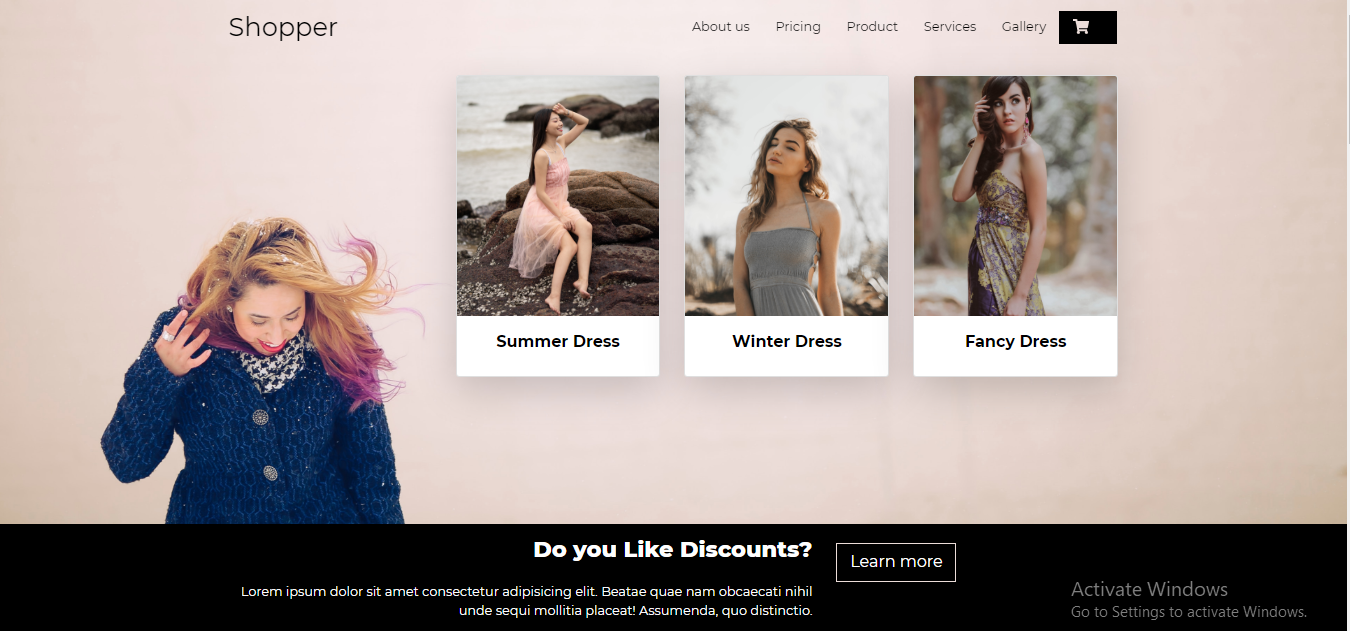 Shopper
About us Pricing Product Services Gallery
Summer Dress
Winter Dress
Fancy Dress
Do you Like Discounts?
Learn more
Lorem ipsum dolor sit amet consectetur adipisicing elit. Beatae quae nam obcaecati nihil
unde sequi mollitia placeat! Assumenda, quo distinctio.
Activate Windows
Go to Settings to activate Windows.